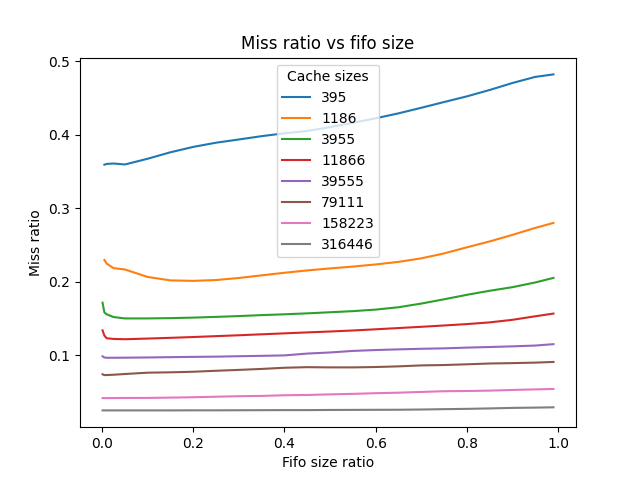 Miss ratio vs fifo size
Cache sizes
395
1186
3955
11866
39555
79111
158223
316446
0.5
0.4
0.3
0.2
0.1
Miss ratio
0.0 0.2 0.4 0.6 0.8 1.0
Fifo size ratio